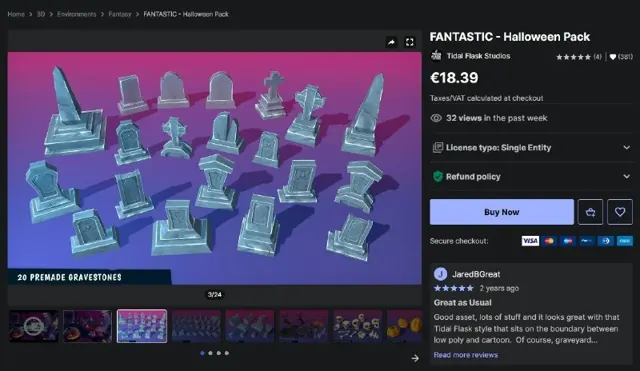 Home > 3D > Environments > Fantasy > FANTASTIC - Halloween Pack
FANTASTIC - Halloween Pack
Tidal Flask Studios
(4) | (381)
€18.39
Taxes/VAT calculated at checkout
32 views in the past week
License type: Single Entity
Refund policy
Buy Now
Secure checkout:
VISA
20 PREMADE GRAVESTONES
3/24
J JaredBGreat
2 years ago
Great as Usual
Good asset, lots of stuff and it looks great with that
Tidal Flask style that sits on the boundary between
low poly and cartoon. Of course, graveyard...
Read more reviews